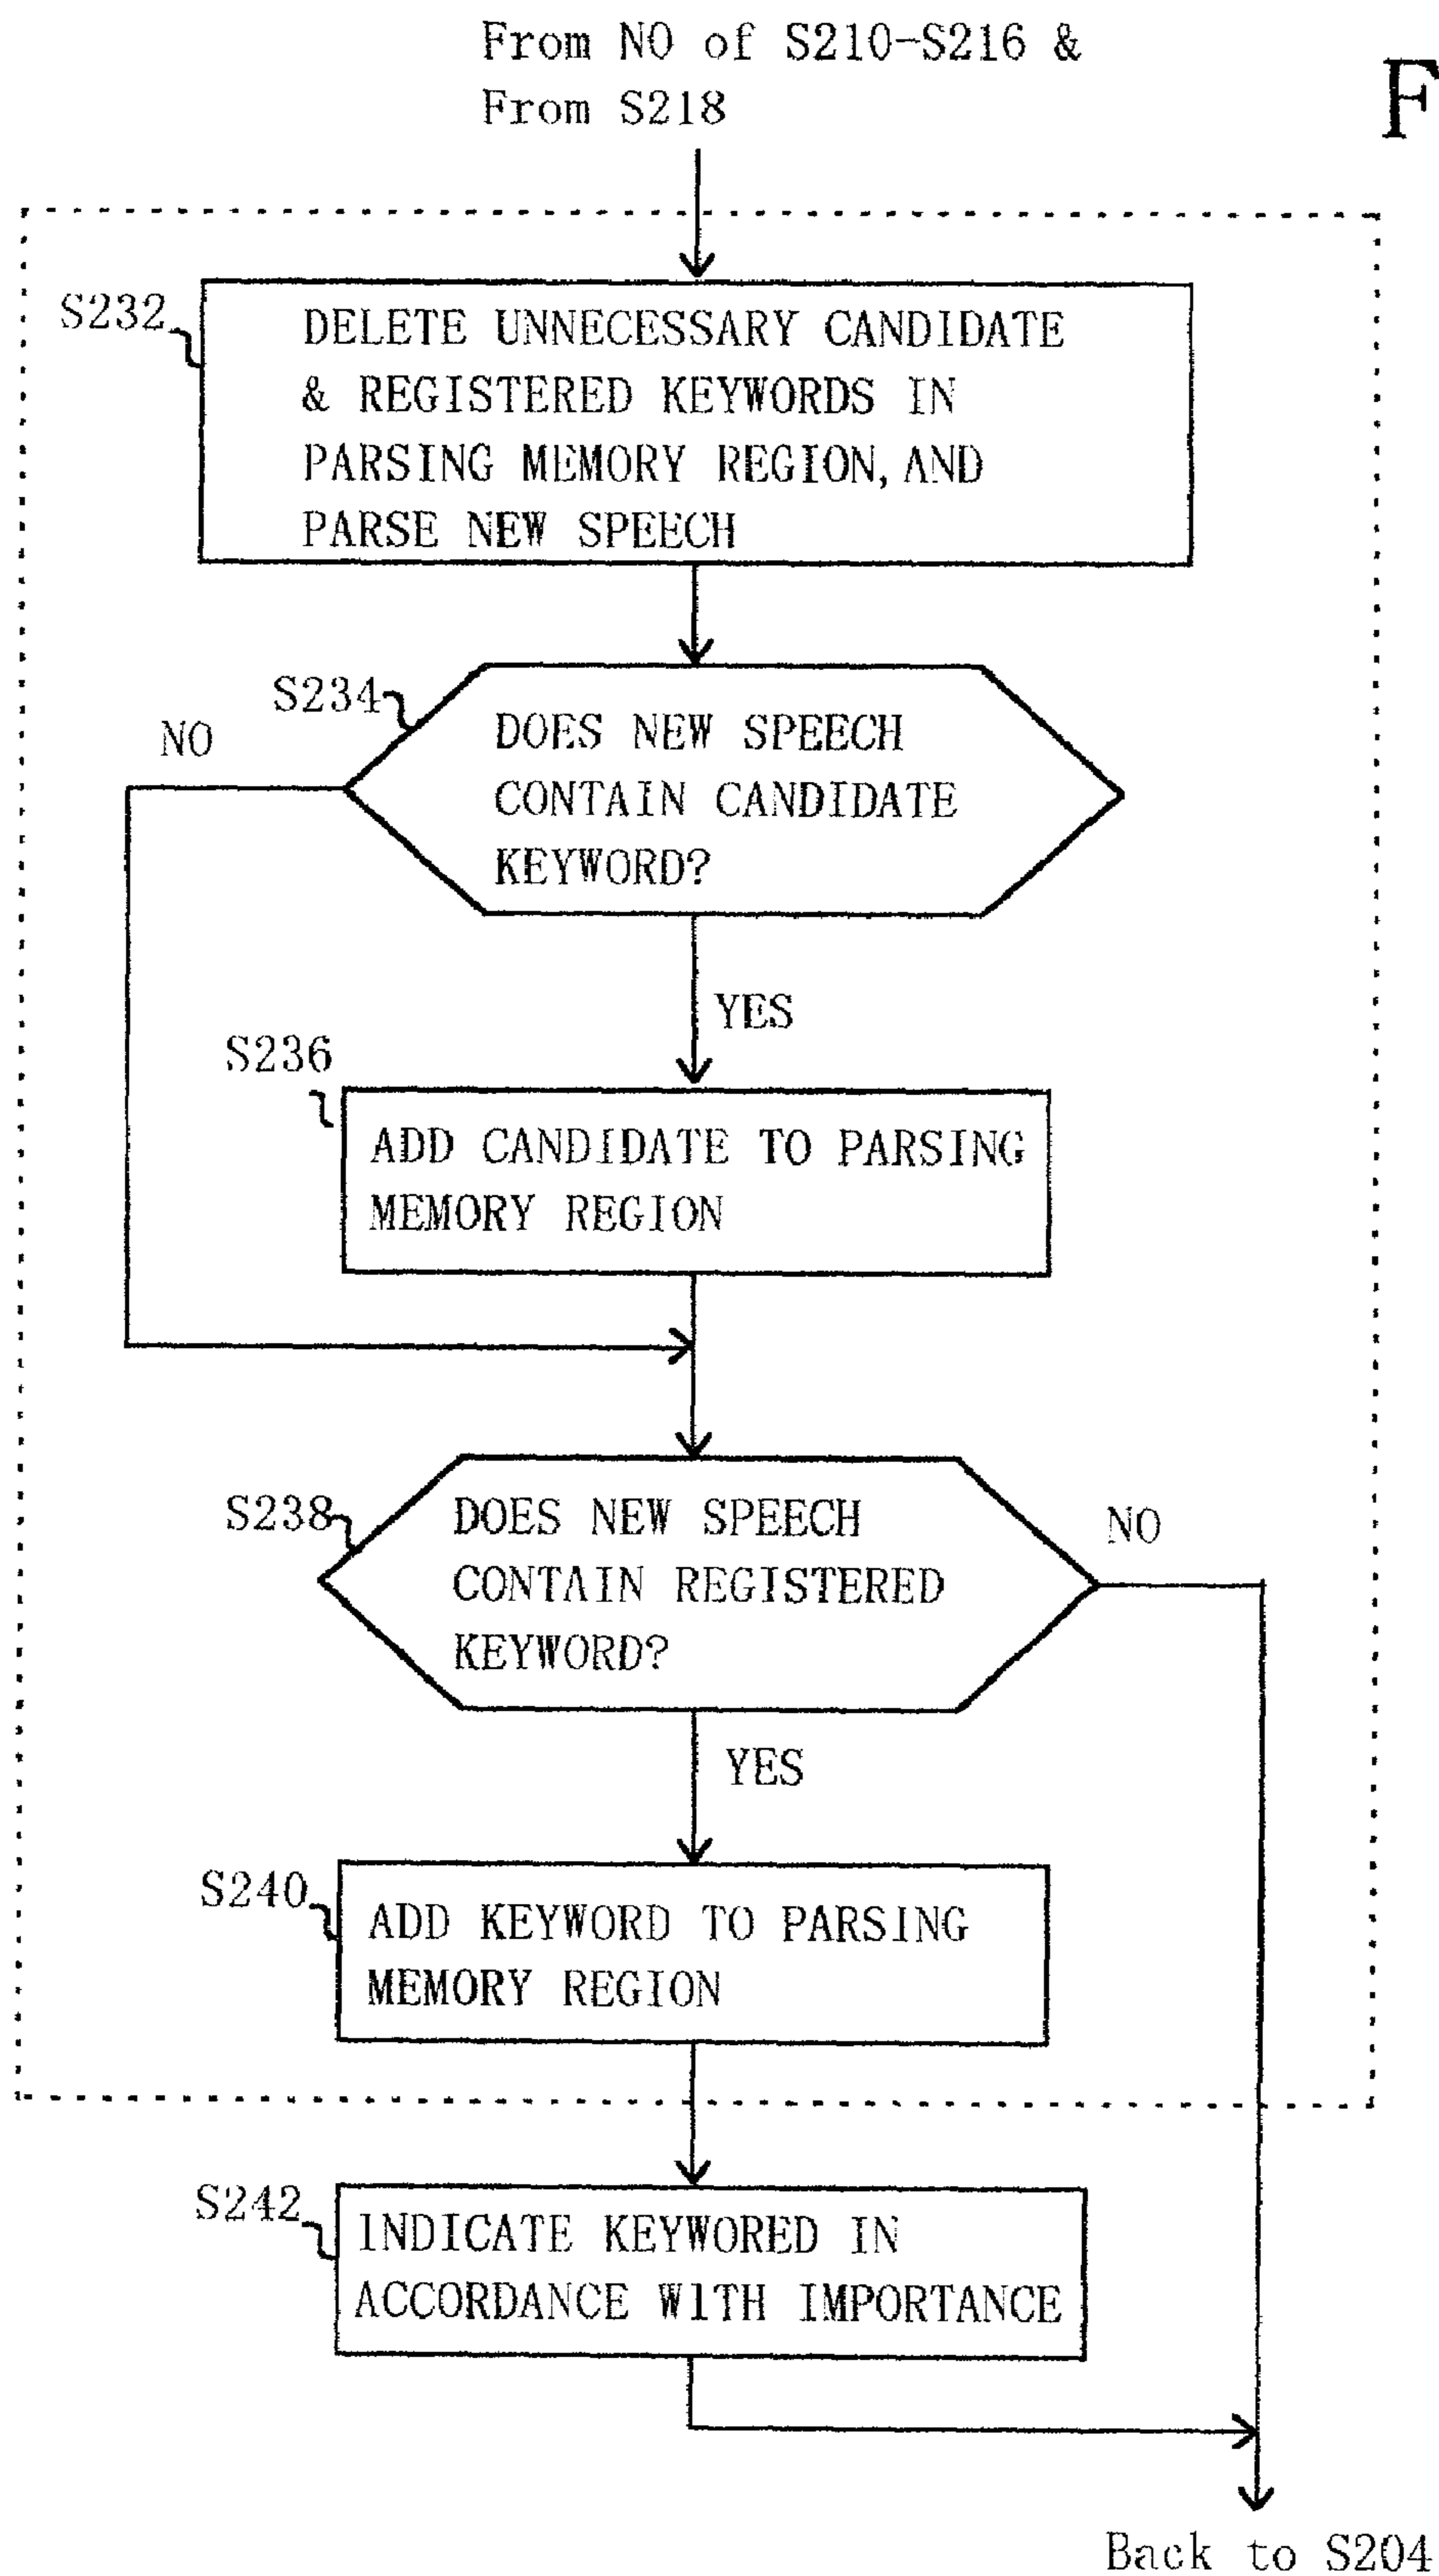 From NO of S210-S216 &
From S218
F
S232
DELETE UNNECESSARY CANDIDATE
& REGISTERED KEYWORDS IN
PARSING MEMORY REGION, AND
PARSE NEW SPEECH
S234
NO
DOES NEW SPEECH
CONTAIN CANDIDATE
KEYWORD?
YES
S236
ADD CANDIDATE TO PARSING
MEMORY REGION
S238
DOES NEW SPEECH
CONTAIN REGISTERED
KEYWORD?
NO
YES
S240
ADD KEYWORD TO PARSING
MEMORY REGION
S242
INDICATE KEYWORED IN
ACCORDANCE WITH IMPORTANCE
Back to S204